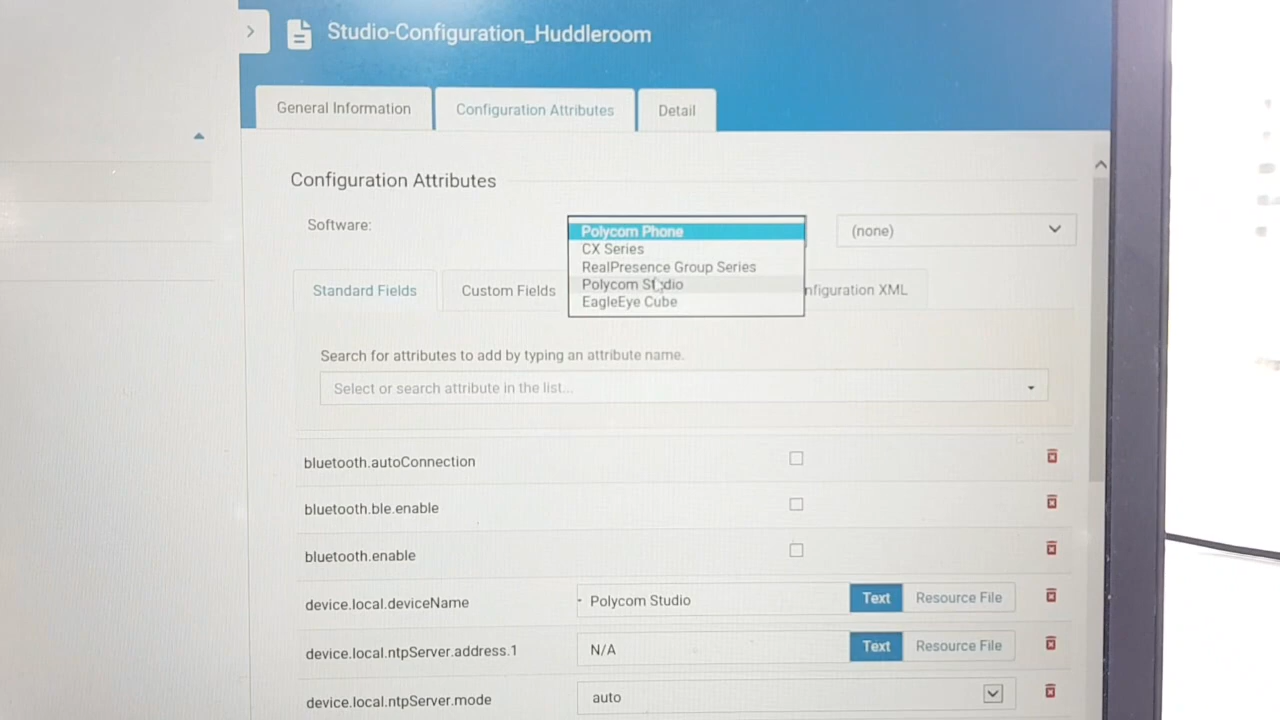 Studio-Configuration_Huddleroom
General Information
Configuration Attributes
Detail
Configuration Attributes
Software:
Polycom Phone
CX Series
RealPresence Group Series
Polycom Studio
EagleEye Cube
(none)
Standard Fields
Custom Fields
nfiguration XML
Search for attributes to add by typing an attribute name.
Select or search attribute in the list...
bluetooth.autoConnection
bluetooth.ble.enable
bluetooth.enable
device.local.deviceName
Polycom Studio
Text
Resource File
device.local.ntpServer.address.1
N/A
Text
Resource File
device.local.ntpServer.mode
auto